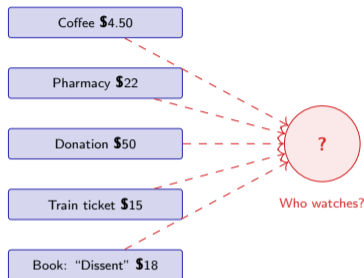 Coffee $4.50
Pharmacy $22
Donation $50
Train ticket $15
Book: “Dissent” $18
?
Who watches?